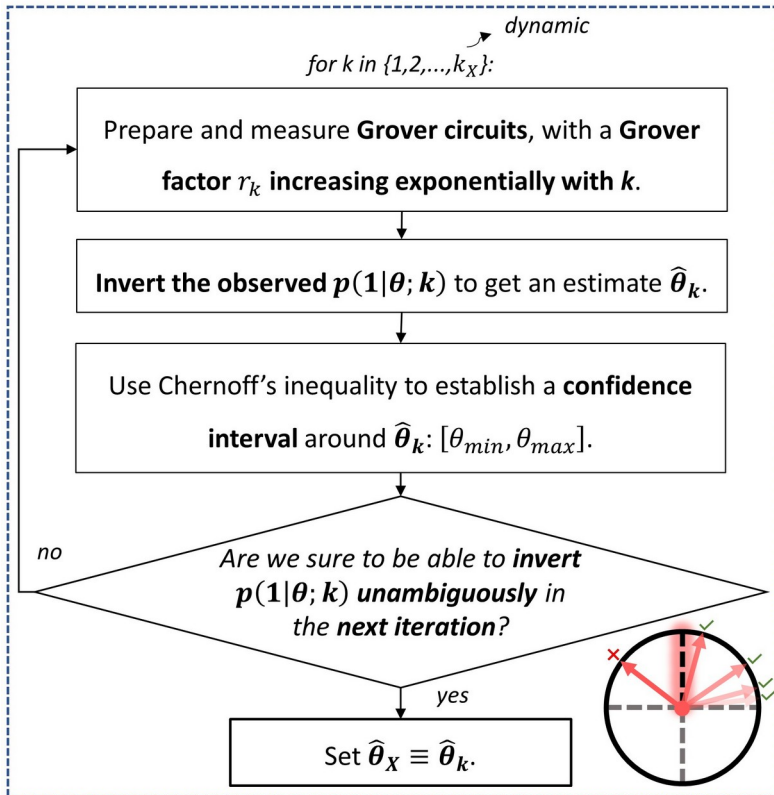 dynamic
for k in {1,2,...,k_X}:
Prepare and measure Grover circuits, with a Grover
factor r_k increasing exponentially with k.
Invert the observed p(1|θ; k) to get an estimate θ̂_k.
Use Chernoff’s inequality to establish a confidence
interval around θ̂_k: [θ_min, θ_max].
no
Are we sure to be able to invert
p(1|θ; k) unambiguously in
the next iteration?
yes
Set θ̂_X ≡ θ̂_k.